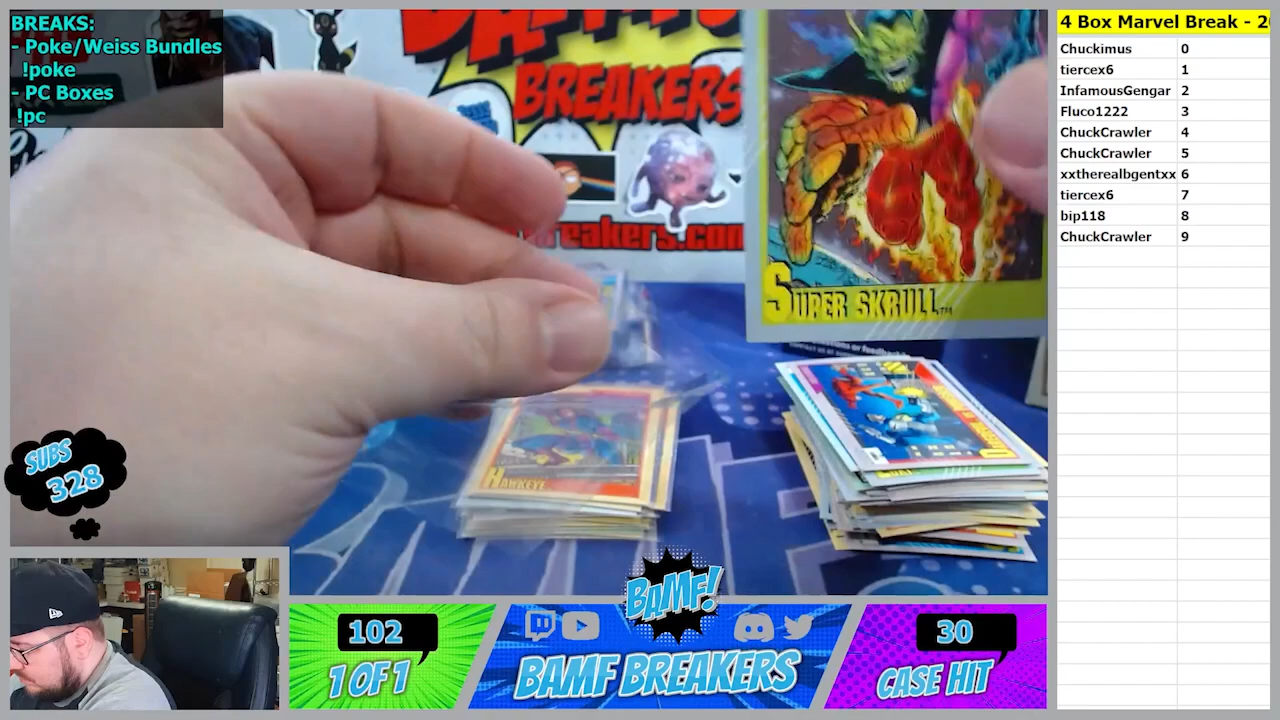 BREAKS:
- Poke/Weiss Bundles
!poke
- PC Boxes
!pc
BREAKERS
breakers.com
SUPER SKRULL
HAWKEYE
SUBS
328
102
1 OF 1
BAMF!
BAMF BREAKERS
30
CASE HIT
4 Box Marvel Break - 20
Chuckimus 0
tiercex6 1
InfamousGengar 2
Fluco1222 3
ChuckCrawler 4
ChuckCrawler 5
xxtherealbgentxx 6
tiercex6 7
bip118 8
ChuckCrawler 9